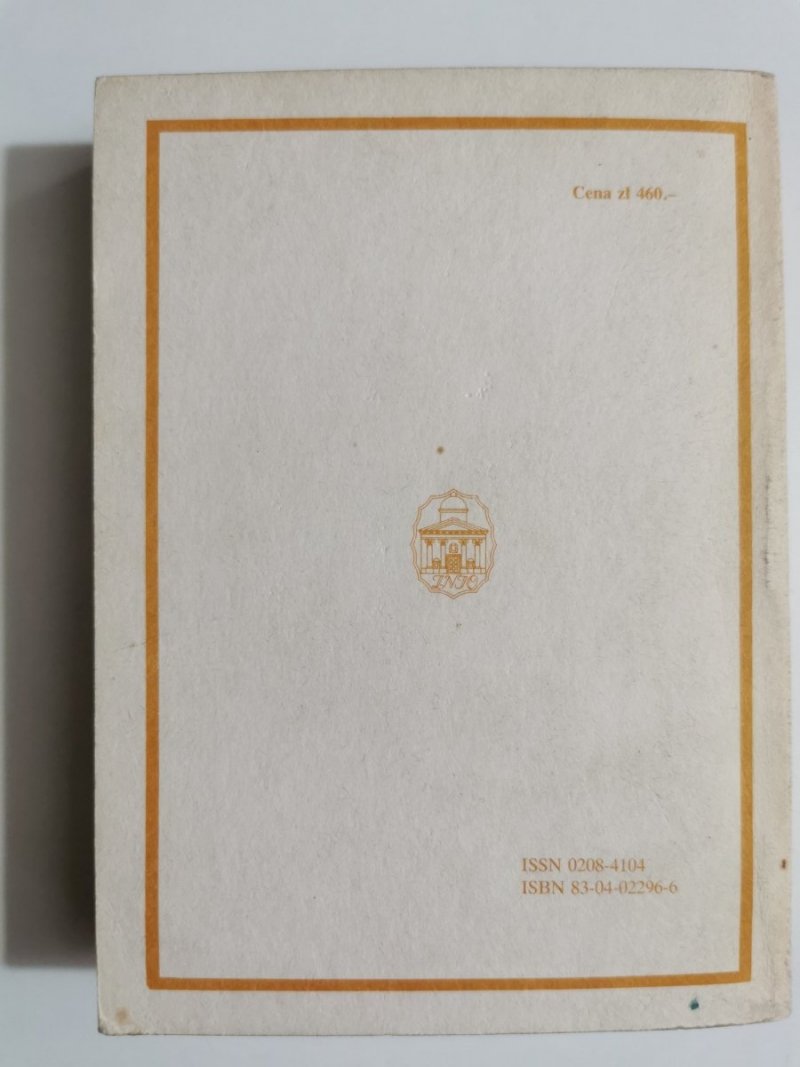 Cena zł 460,–
ISSN 0208-4104
ISBN 83-04-02296-6